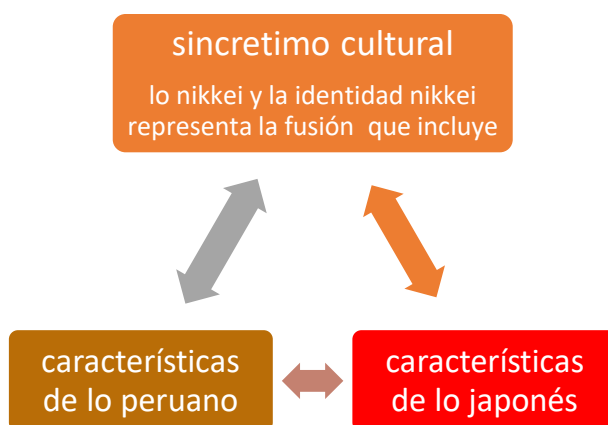 sincretimo cultural
lo nikkei y la identidad nikkei
representa la fusión que incluye
características
de lo peruano
características
de lo japonés